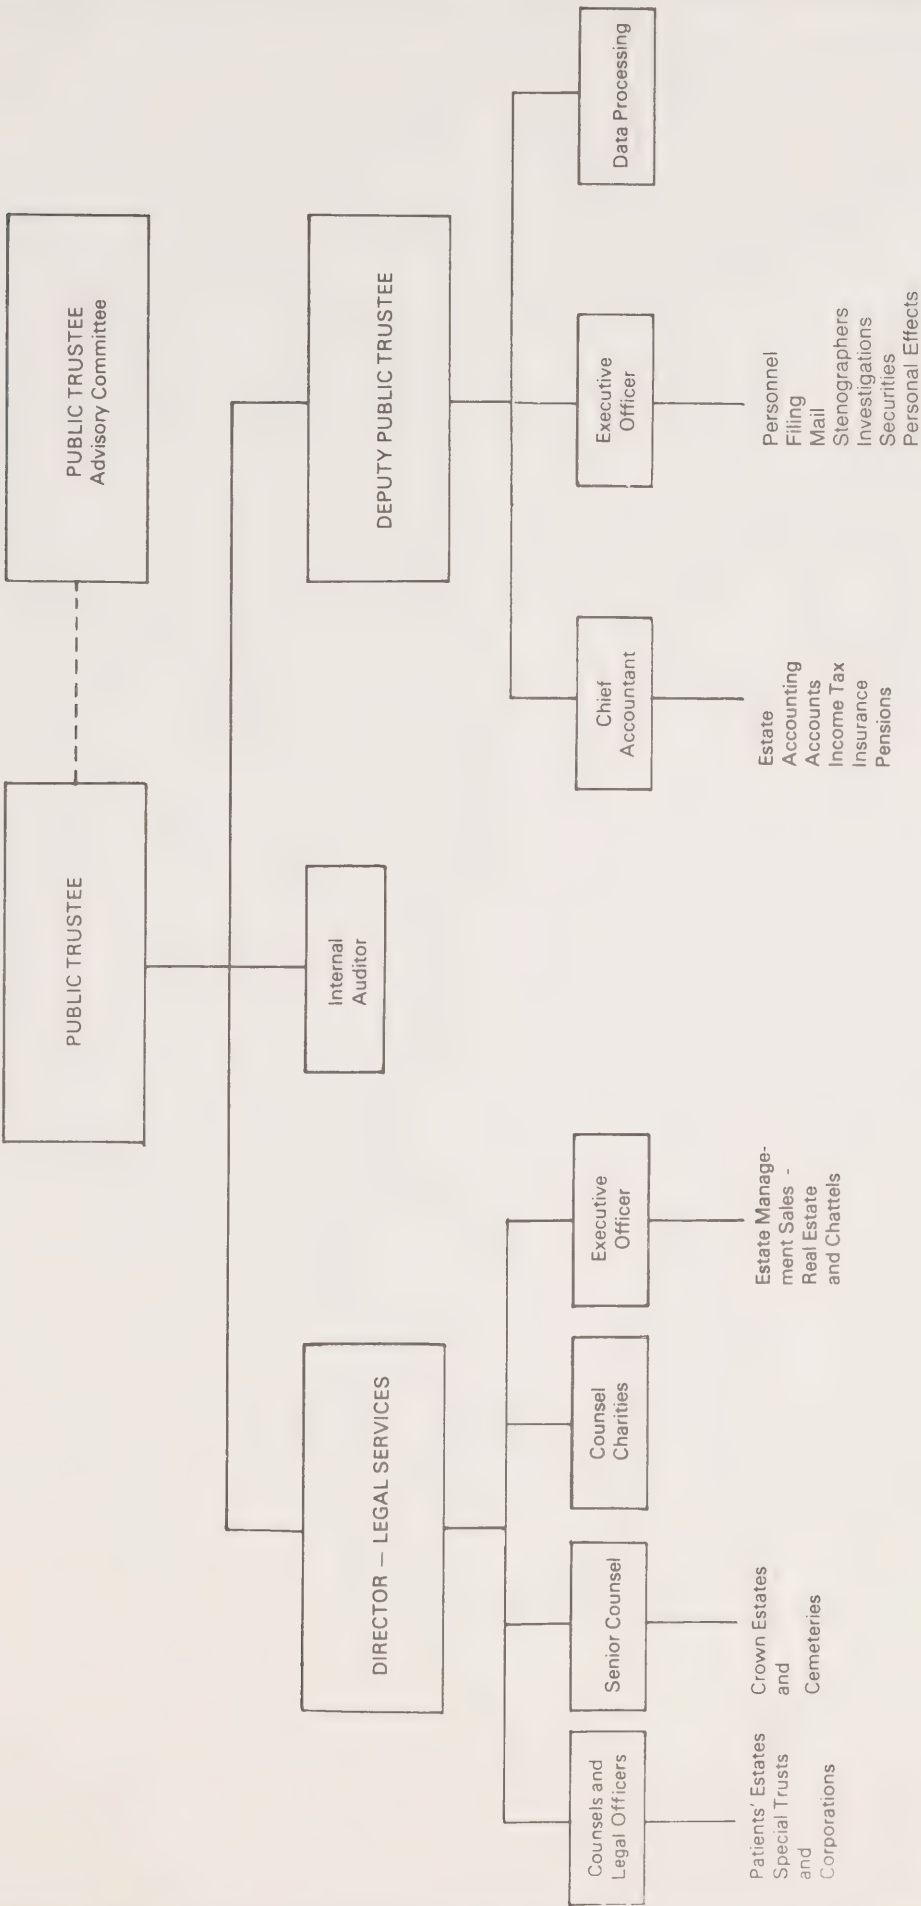 PUBLIC TRUSTEE
PUBLIC TRUSTEE
Advisory Committee
Internal
Auditor
DIRECTOR — LEGAL SERVICES
DEPUTY PUBLIC TRUSTEE
Counsels and
Legal Officers
Senior Counsel
Counsel
Charities
Executive
Officer
Chief
Accountant
Executive
Officer
Data Processing
Patients' Estates
Special Trusts
and
Corporations
Crown Estates
and
Cemeteries
Estate Manage-
ment Sales -
Real Estate
and Chattels
Estate
Accounting
Accounts
Income Tax
Insurance
Pensions
Personnel
Filing
Mail
Stenographers
Investigations
Securities
Personal Effects